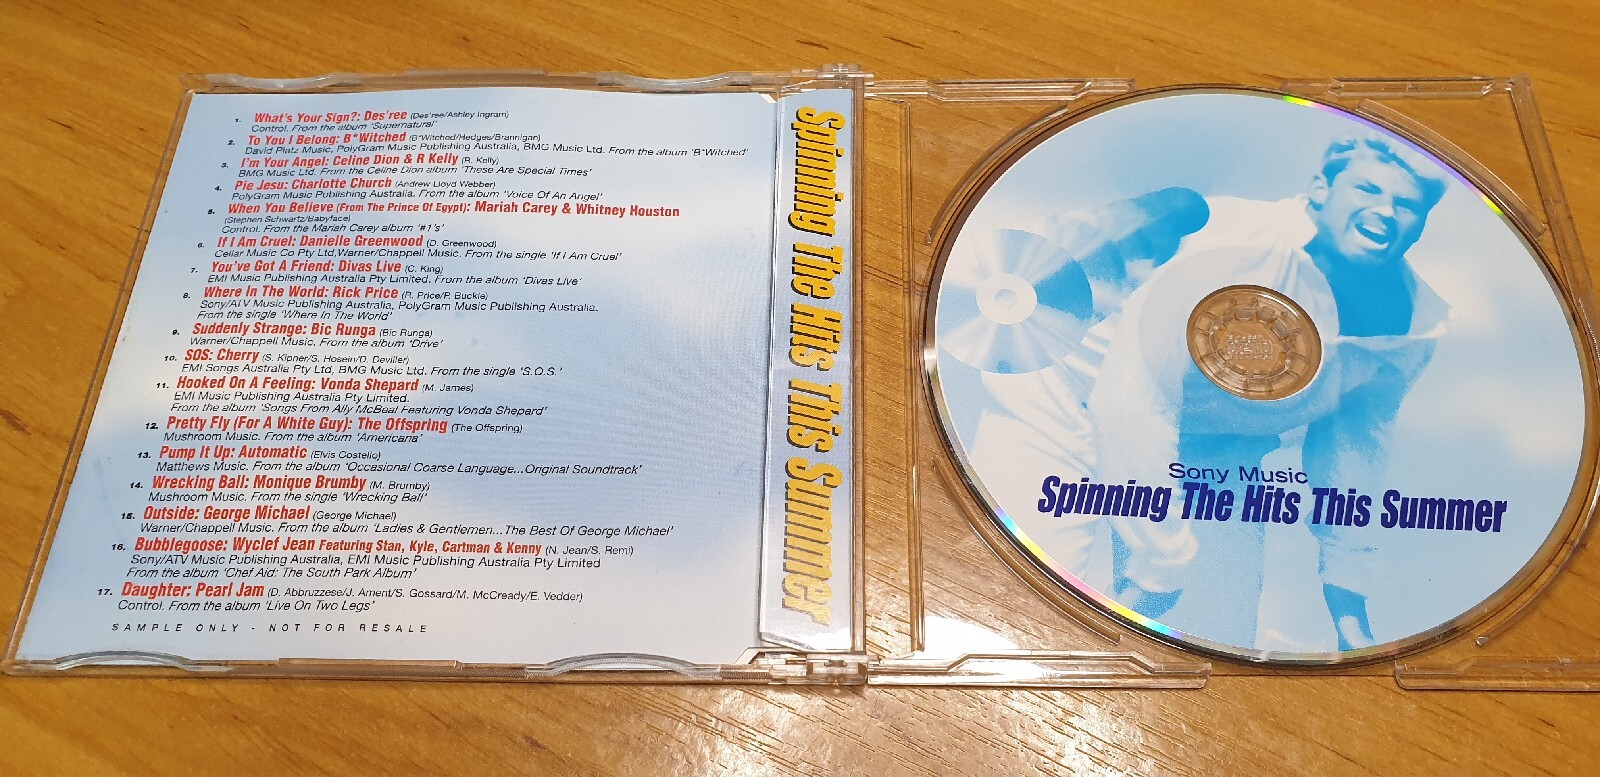 1. What's Your Sign?: Des'ree (Des'ree/Ashley Ingram)
Control. From the album 'Supernatural'
2. To You I Belong: B*Witched (B*Witched/Hedges/Brannigan)
David Platz Music, PolyGram Music Publishing Australia, BMG Music Ltd. From the album 'B*Witched'
3. I'm Your Angel: Celine Dion & R Kelly (R. Kelly)
BMG Music Ltd. From the Celine Dion album 'These Are Special Times'
4. Pie Jesu: Charlotte Church (Andrew Lloyd Webber)
PolyGram Music Publishing Australia. From the album 'Voice Of An Angel'
5. When You Believe (From The Prince Of Egypt): Mariah Carey & Whitney Houston
(Stephen Schwartz/Babyface)
Control. From the Mariah Carey album '#1's'
6. If I Am Cruel: Danielle Greenwood (D. Greenwood)
Cellar Music Co Pty Ltd, Warner/Chappell Music. From the single 'If I Am Cruel'
7. You've Got A Friend: Divas Live (C. King)
EMI Music Publishing Australia Pty Limited. From the album 'Divas Live'
8. Where In The World: Rick Price (R. Price/P. Buckle)
Sony/ATV Music Publishing Australia, PolyGram Music Publishing Australia.
From the single 'Where In The World'
9. Suddenly Strange: Bic Runga (Bic Runga)
Warner/Chappell Music. From the album 'Drive'
10. SOS: Cherry (S. Kipner/S. Hosein/D. Deviller)
EMI Songs Australia Pty Ltd, BMG Music Ltd. From the single 'S.O.S.'
11. Hooked On A Feeling: Vonda Shepard (M. James)
EMI Music Publishing Australia Pty Limited.
From the album 'Songs From Ally McBeal Featuring Vonda Shepard'
12. Pretty Fly (For A White Guy): The Offspring (The Offspring)
Mushroom Music. From the album 'Americana'
13. Pump It Up: Automatic (Elvis Costello)
Matthews Music. From the album 'Occasional Coarse Language...Original Soundtrack'
14. Wrecking Ball: Monique Brumby (M. Brumby)
Mushroom Music. From the single 'Wrecking Ball'
15. Outside: George Michael (George Michael)
Warner/Chappell Music. From the album 'Ladies & Gentlemen...The Best Of George Michael'
16. Bubblegoose: Wyclef Jean Featuring Stan, Kyle, Cartman & Kenny (N. Jean/S. Remi)
Sony/ATV Music Publishing Australia, EMI Music Publishing Australia Pty Limited
From the album 'Chef Aid: The South Park Album'
17. Daughter: Pearl Jam (D. Abbruzzese/J. Ament/S. Gossard/M. McCready/E. Vedder)
Control. From the album 'Live On Two Legs'
SAMPLE ONLY - NOT FOR RESALE
Spinning The Hits This Summer
Sony Music
Spinning The Hits This Summer